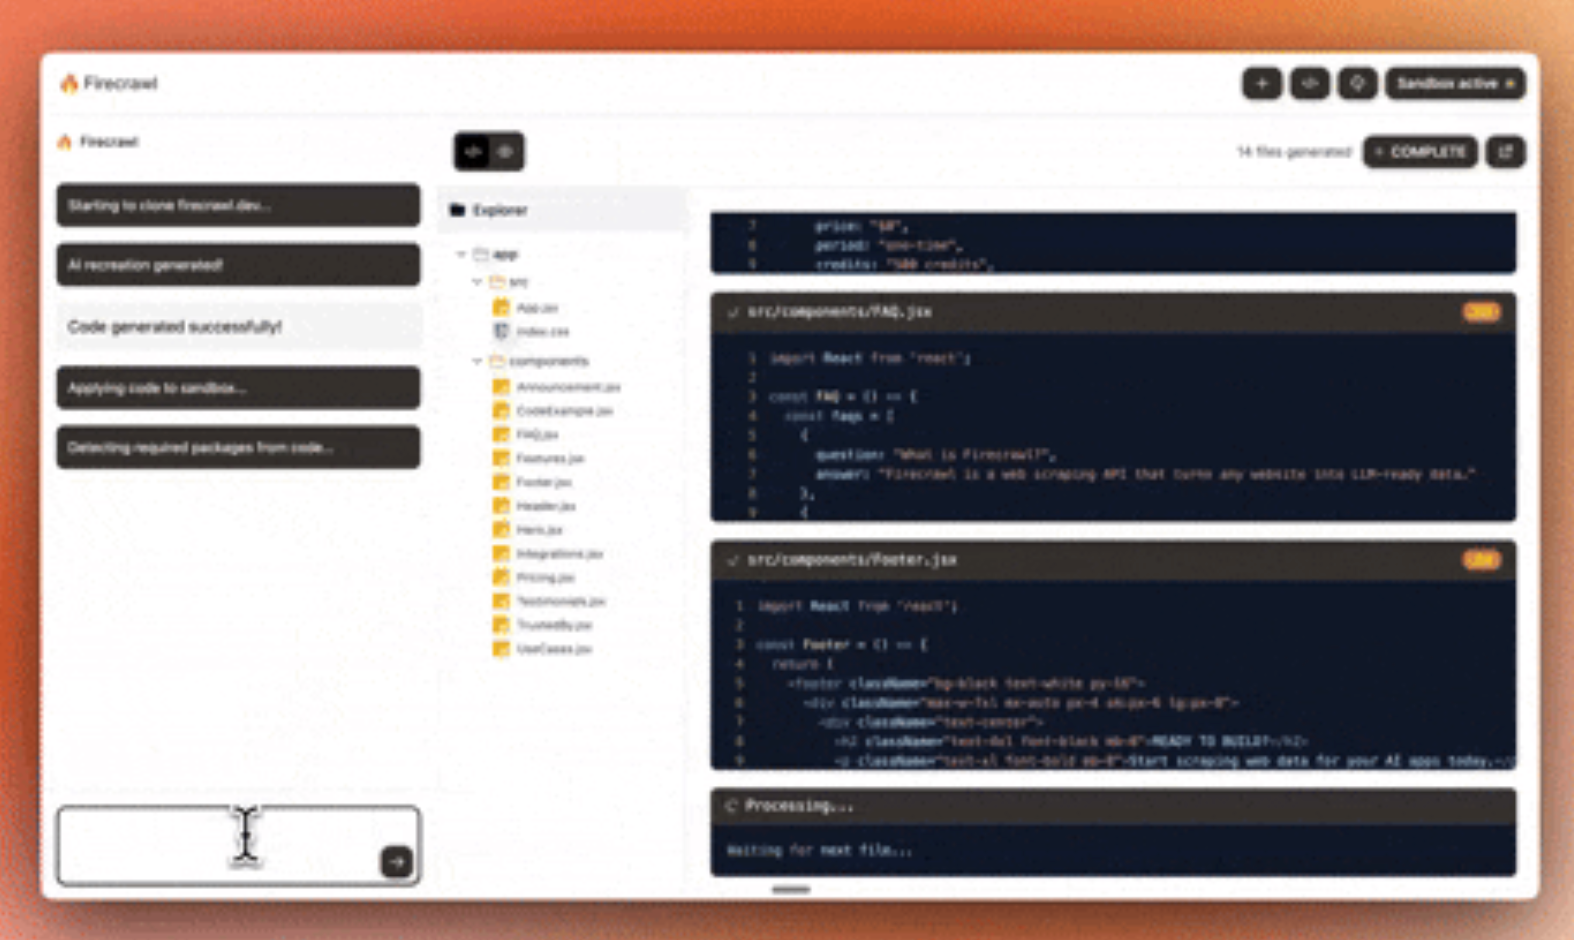 Firecrawl
Sandbox active
Firecrawl
14 files generated
COMPLETE
Starting to clone firecrawl.dev...
AI recreation generated!
Code generated successfully!
Applying code to sandbox...
Detecting required packages from code...
Explorer
app
src
App.jsx
index.css
components
Announcement.jsx
CodeExample.jsx
FAQ.jsx
Features.jsx
Footer.jsx
Header.jsx
Hero.jsx
Integrations.jsx
Pricing.jsx
Testimonials.jsx
TrustedBy.jsx
UseCases.jsx
7 price: "$0",
8 period: "one-time",
9 credits: "500 credits",
src/components/FAQ.jsx
1 import React from 'react';
2
3 const FAQ = () => {
4 const faqs = [
5 {
6 question: "What is Firecrawl?",
7 answer: "Firecrawl is a web scraping API that turns any website into LLM-ready data."
8 },
9 {
src/components/Footer.jsx
1 import React from 'react';
2
3 const Footer = () => {
4 return (
5 <footer className="bg-black text-white py-16">
6 <div className="max-w-7xl mx-auto px-4 sm:px-6 lg:px-8">
7 <div className="text-center">
8 <h2 className="text-4xl font-black mb-6">READY TO BUILD?</h2>
9 <p className="text-xl font-bold mb-8">Start scraping web data for your AI apps today.</
Processing...
Waiting for next file...